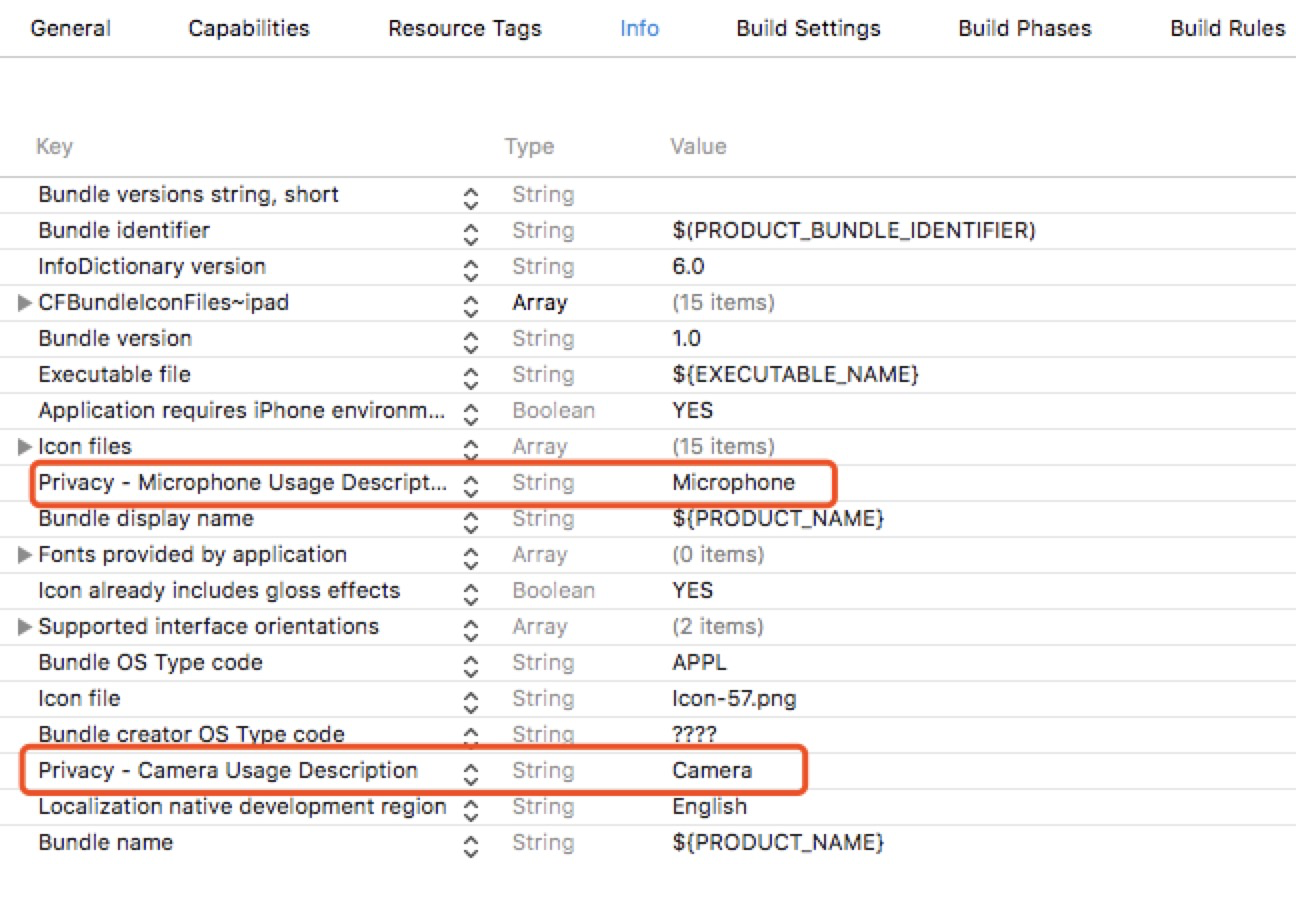 General Capabilities Resource Tags Info Build Settings Build Phases Build Rules
Key Type Value
Bundle versions string, short String
Bundle identifier String $(PRODUCT_BUNDLE_IDENTIFIER)
InfoDictionary version String 6.0
CFBundleIconFiles~ipad Array (15 items)
Bundle version String 1.0
Executable file String ${EXECUTABLE_NAME}
Application requires iPhone environm... Boolean YES
Icon files Array (15 items)
Privacy - Microphone Usage Descript... String Microphone
Bundle display name String ${PRODUCT_NAME}
Fonts provided by application Array (0 items)
Icon already includes gloss effects Boolean YES
Supported interface orientations Array (2 items)
Bundle OS Type code String APPL
Icon file String Icon-57.png
Bundle creator OS Type code String ????
Privacy - Camera Usage Description String Camera
Localization native development region String English
Bundle name String ${PRODUCT_NAME}